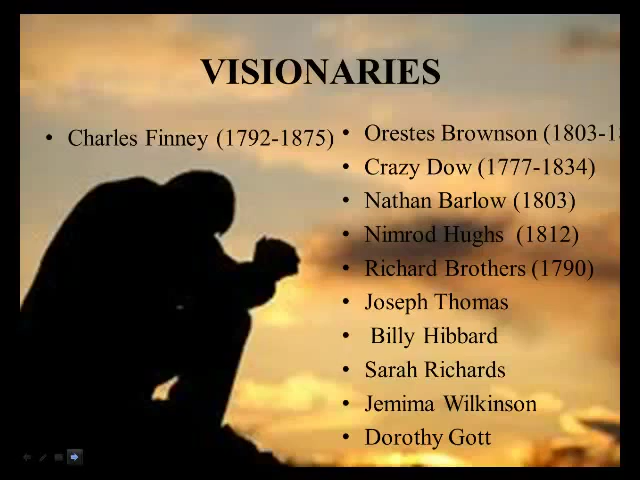 VISIONARIES
• Charles Finney (1792-1875)
• Orestes Brownson (1803-1
• Crazy Dow (1777-1834)
• Nathan Barlow (1803)
• Nimrod Hughs (1812)
• Richard Brothers (1790)
• Joseph Thomas
• Billy Hibbard
• Sarah Richards
• Jemima Wilkinson
• Dorothy Gott